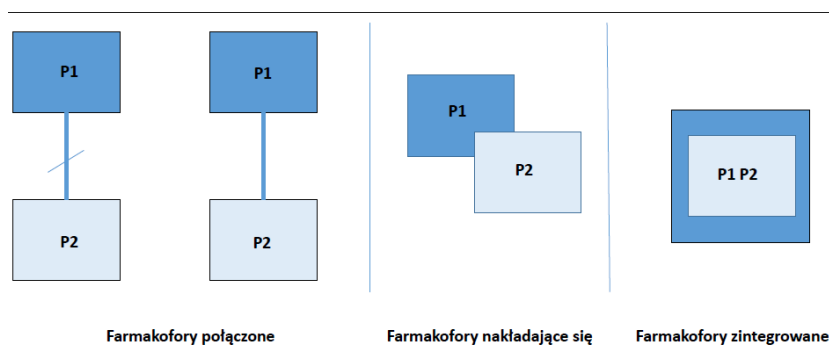 P1
P1
P1
P2
P1 P2
P2
P2
Farmakofory połączone
Farmakofory nakładające się
Farmakofory zintegrowane